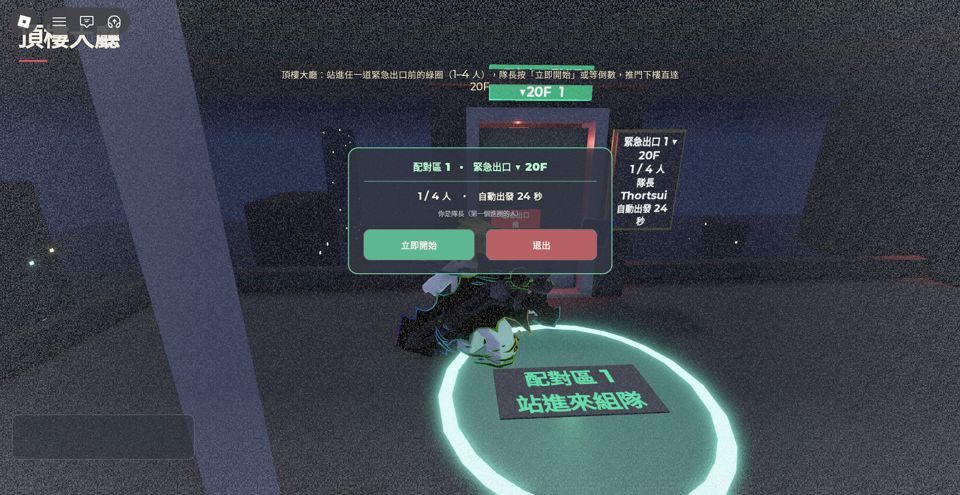 頂樓大廳
頂樓大廳：站進任一道緊急出口前的綠圈（1–4 人），隊長按「立即開始」或等倒數，推門下樓直達
20F
▼20F 1
配對區 1 • 緊急出口 ▼ 20F
1 / 4 人 • 自動出發 24 秒
你是隊長（第一個進圈的人）
立即開始
退出
緊急出口 1 ▼
20F
1 / 4 人
隊長
Thortsui
自動出發 24
秒
配對區 1
站進來組隊